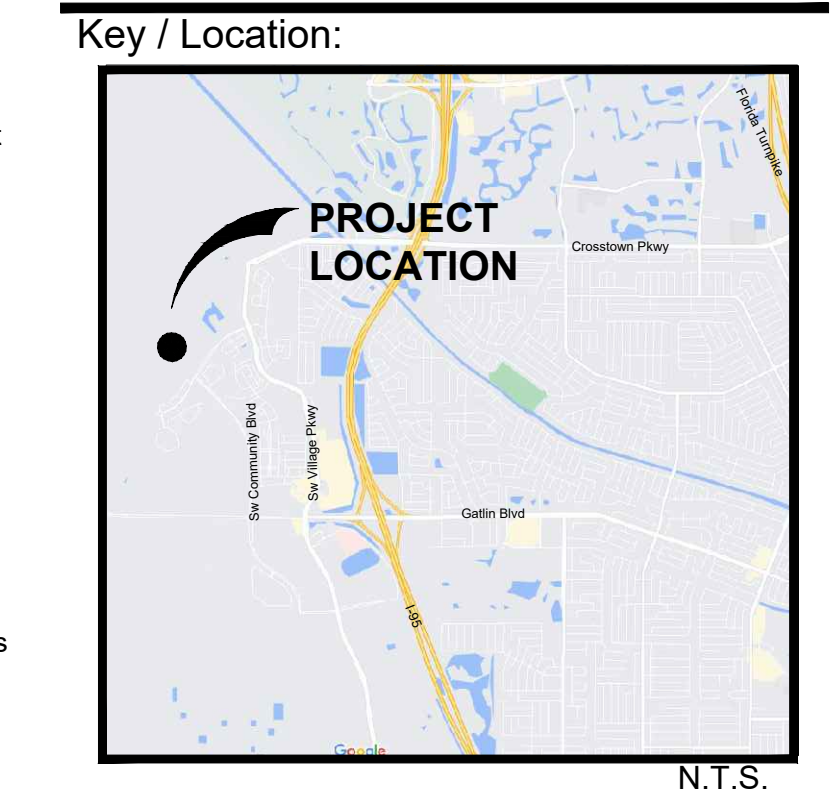 Key / Location:
Florida Turnpike
PROJECT
LOCATION
Crosstown Pkwy
Sw Community Blvd
Sw Village Pkwy
Gatlin Blvd
I-95
Google
N.T.S.
s